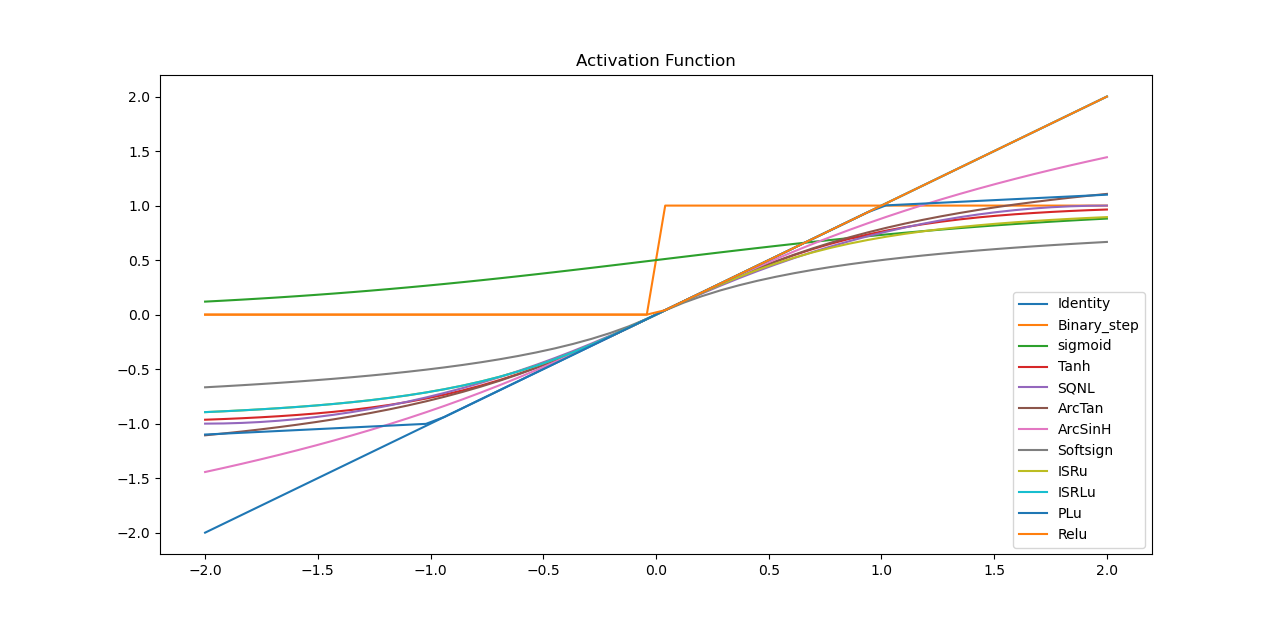 Activation Function
2.0
1.5
1.0
0.5
0.0
−0.5
−1.0
−1.5
−2.0
Identity
Binary_step
sigmoid
Tanh
SQNL
ArcTan
ArcSinH
Softsign
ISRu
ISRLu
PLu
Relu
−2.0 −1.5 −1.0 −0.5 0.0 0.5 1.0 1.5 2.0